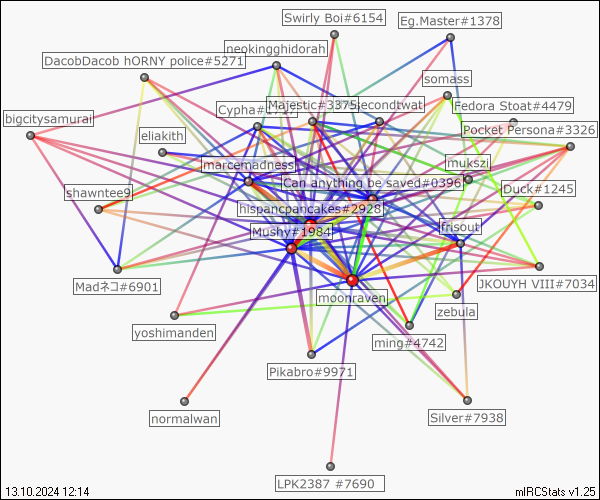 Swirly Boi#6154
Eg.Master#1378
neokingghidorah
DacobDacob hORNY police#5271
somass
Cypha#
Majestic#3375
Fedora Stoat#4479
bigcitysamurai
Pocket Persona#3326
eliakith
marcemadness
mukszi
Can anything be saved#0396
shawntee9
Duck#1245
hispancpancakes#2928
Mushy#1984
frisout
Madネコ#6901
moonraven
JKOUYH VIII#7034
zebula
yoshimanden
ming#4742
Pikabro#9971
normalwan
Silver#7938
LPK2387 #7690
13.10.2024 12:14
mIRCStats v1.25